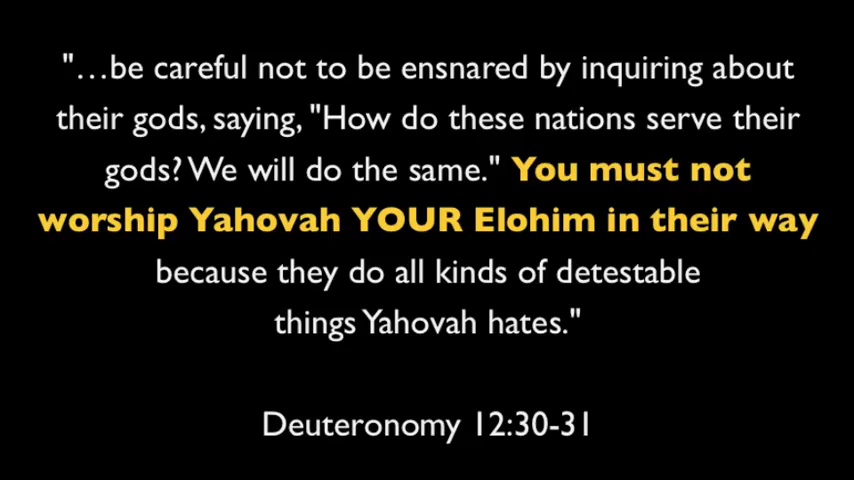 "…be careful not to be ensnared by inquiring about
their gods, saying, "How do these nations serve their
gods? We will do the same." You must not
worship Yahovah YOUR Elohim in their way
because they do all kinds of detestable
things Yahovah hates."
Deuteronomy 12:30-31